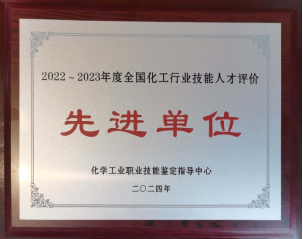 2022～2023年度全国化工行业技能人才评价
先进单位
化学工业职业技能鉴定指导中心
二〇二四年